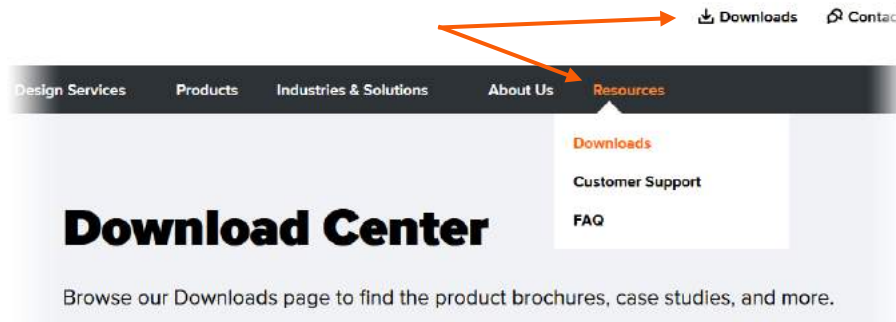 Downloads
Design Services Products Industries & Solutions About Us Resources
Downloads
Customer Support
FAQ
Download Center
Browse our Downloads page to find the product brochures, case studies, and more.